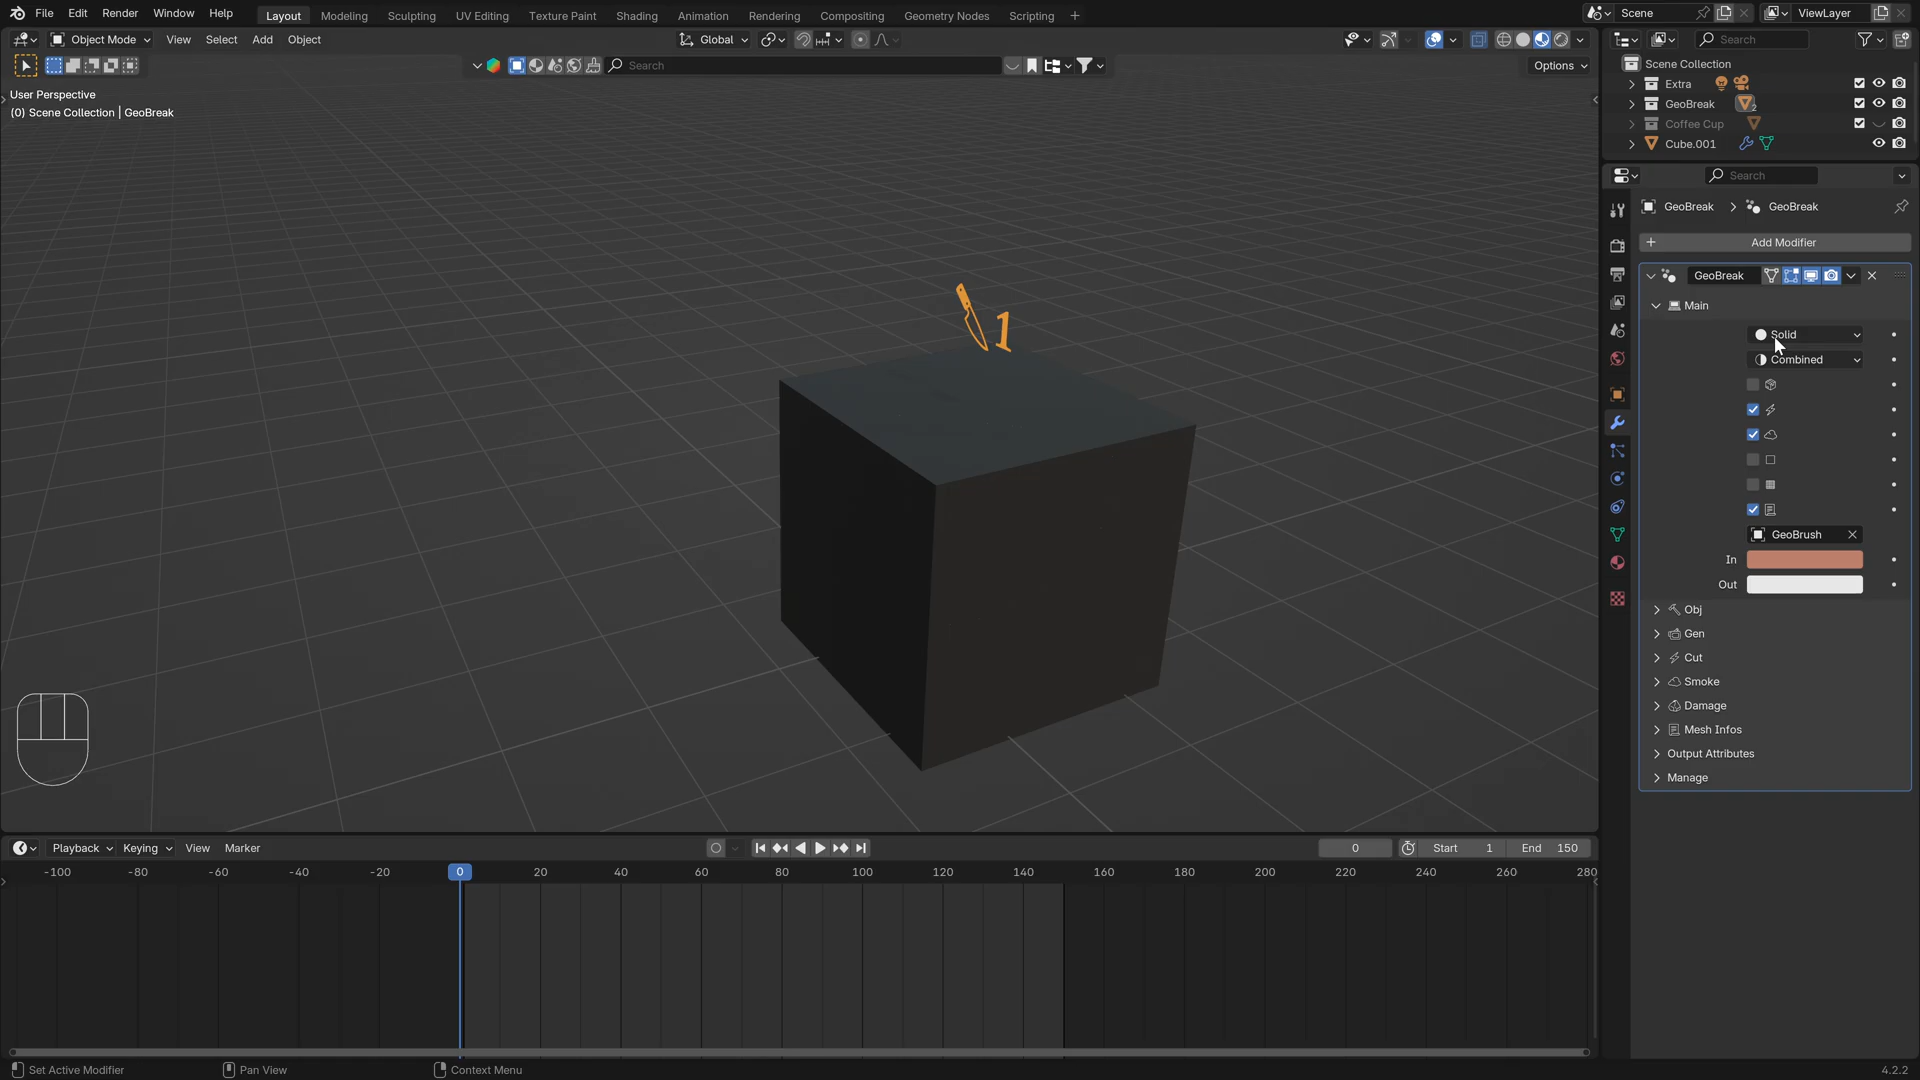 File Edit Render Window Help Layout Modeling Sculpting UV Editing Texture Paint Shading Animation Rendering Compositing Geometry Nodes Scripting + Scene ViewLayer
Object Mode View Select Add Object Global Search
Search Options
User Perspective
(0) Scene Collection | GeoBreak
1
Scene Collection
Extra
GeoBreak 2
Coffee Cup
Cube.001
Search
GeoBreak > GeoBreak
+ Add Modifier
GeoBreak
Main
Solid
Combined
GeoBrush
In
Out
Obj
Gen
Cut
Smoke
Damage
Mesh Infos
Output Attributes
Manage
Playback Keying View Marker 0 Start 1 End 150
-100 -80 -60 -40 -20 0 20 40 60 80 100 120 140 160 180 200 220 240 260 280
Set Active Modifier Pan View Context Menu 4.2.2